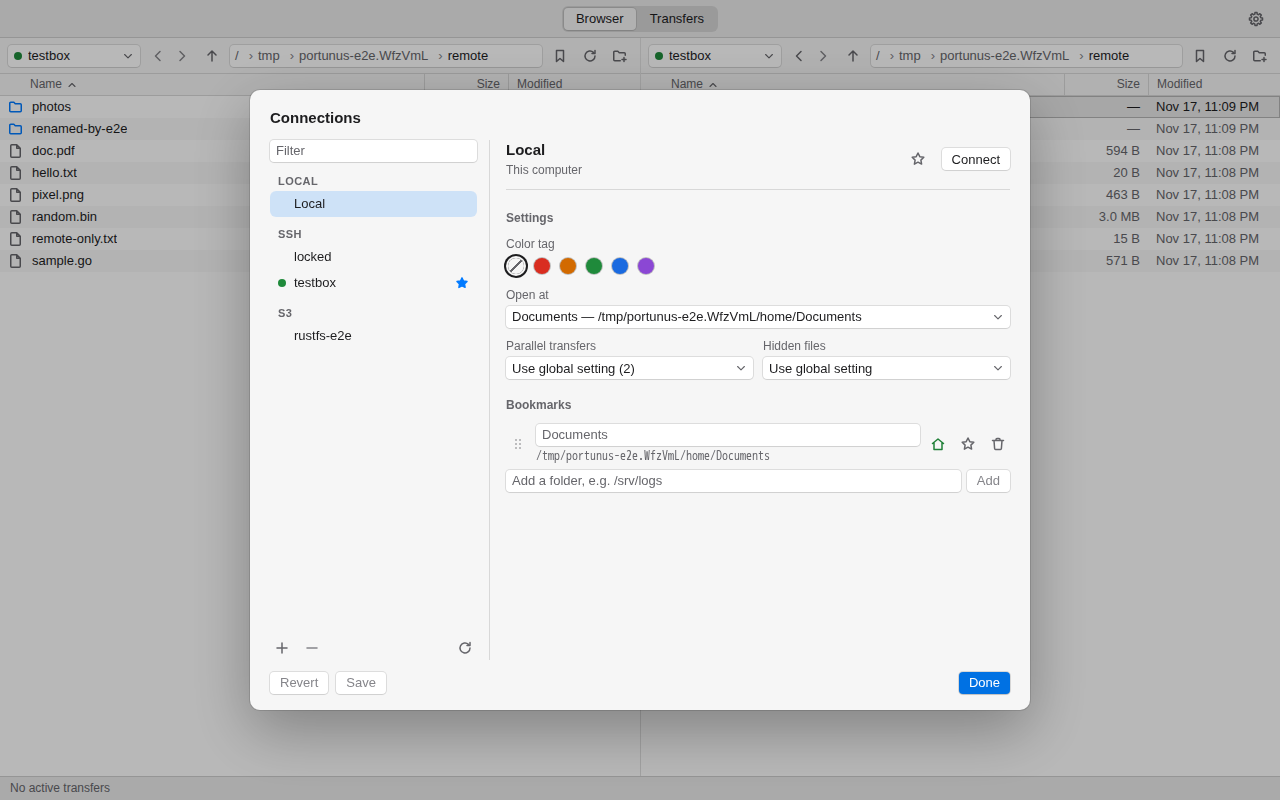 Browser Transfers
testbox / › tmp › portunus-e2e.WfzVmL › remote testbox / › tmp › portunus-e2e.WfzVmL › remote
Name Size Modified Name Size Modified
photos — Nov 17, 11:09 PM
renamed-by-e2e — Nov 17, 11:09 PM
doc.pdf 594 B Nov 17, 11:08 PM
hello.txt 20 B Nov 17, 11:08 PM
pixel.png 463 B Nov 17, 11:08 PM
random.bin 3.0 MB Nov 17, 11:08 PM
remote-only.txt 15 B Nov 17, 11:08 PM
sample.go 571 B Nov 17, 11:08 PM
Connections
Filter
LOCAL
Local
SSH
locked
testbox
S3
rustfs-e2e
Local
This computer
Connect
Settings
Color tag
Open at
Documents — /tmp/portunus-e2e.WfzVmL/home/Documents
Parallel transfers Hidden files
Use global setting (2) Use global setting
Bookmarks
Documents
/tmp/portunus-e2e.WfzVmL/home/Documents
Add a folder, e.g. /srv/logs Add
Revert Save Done
No active transfers